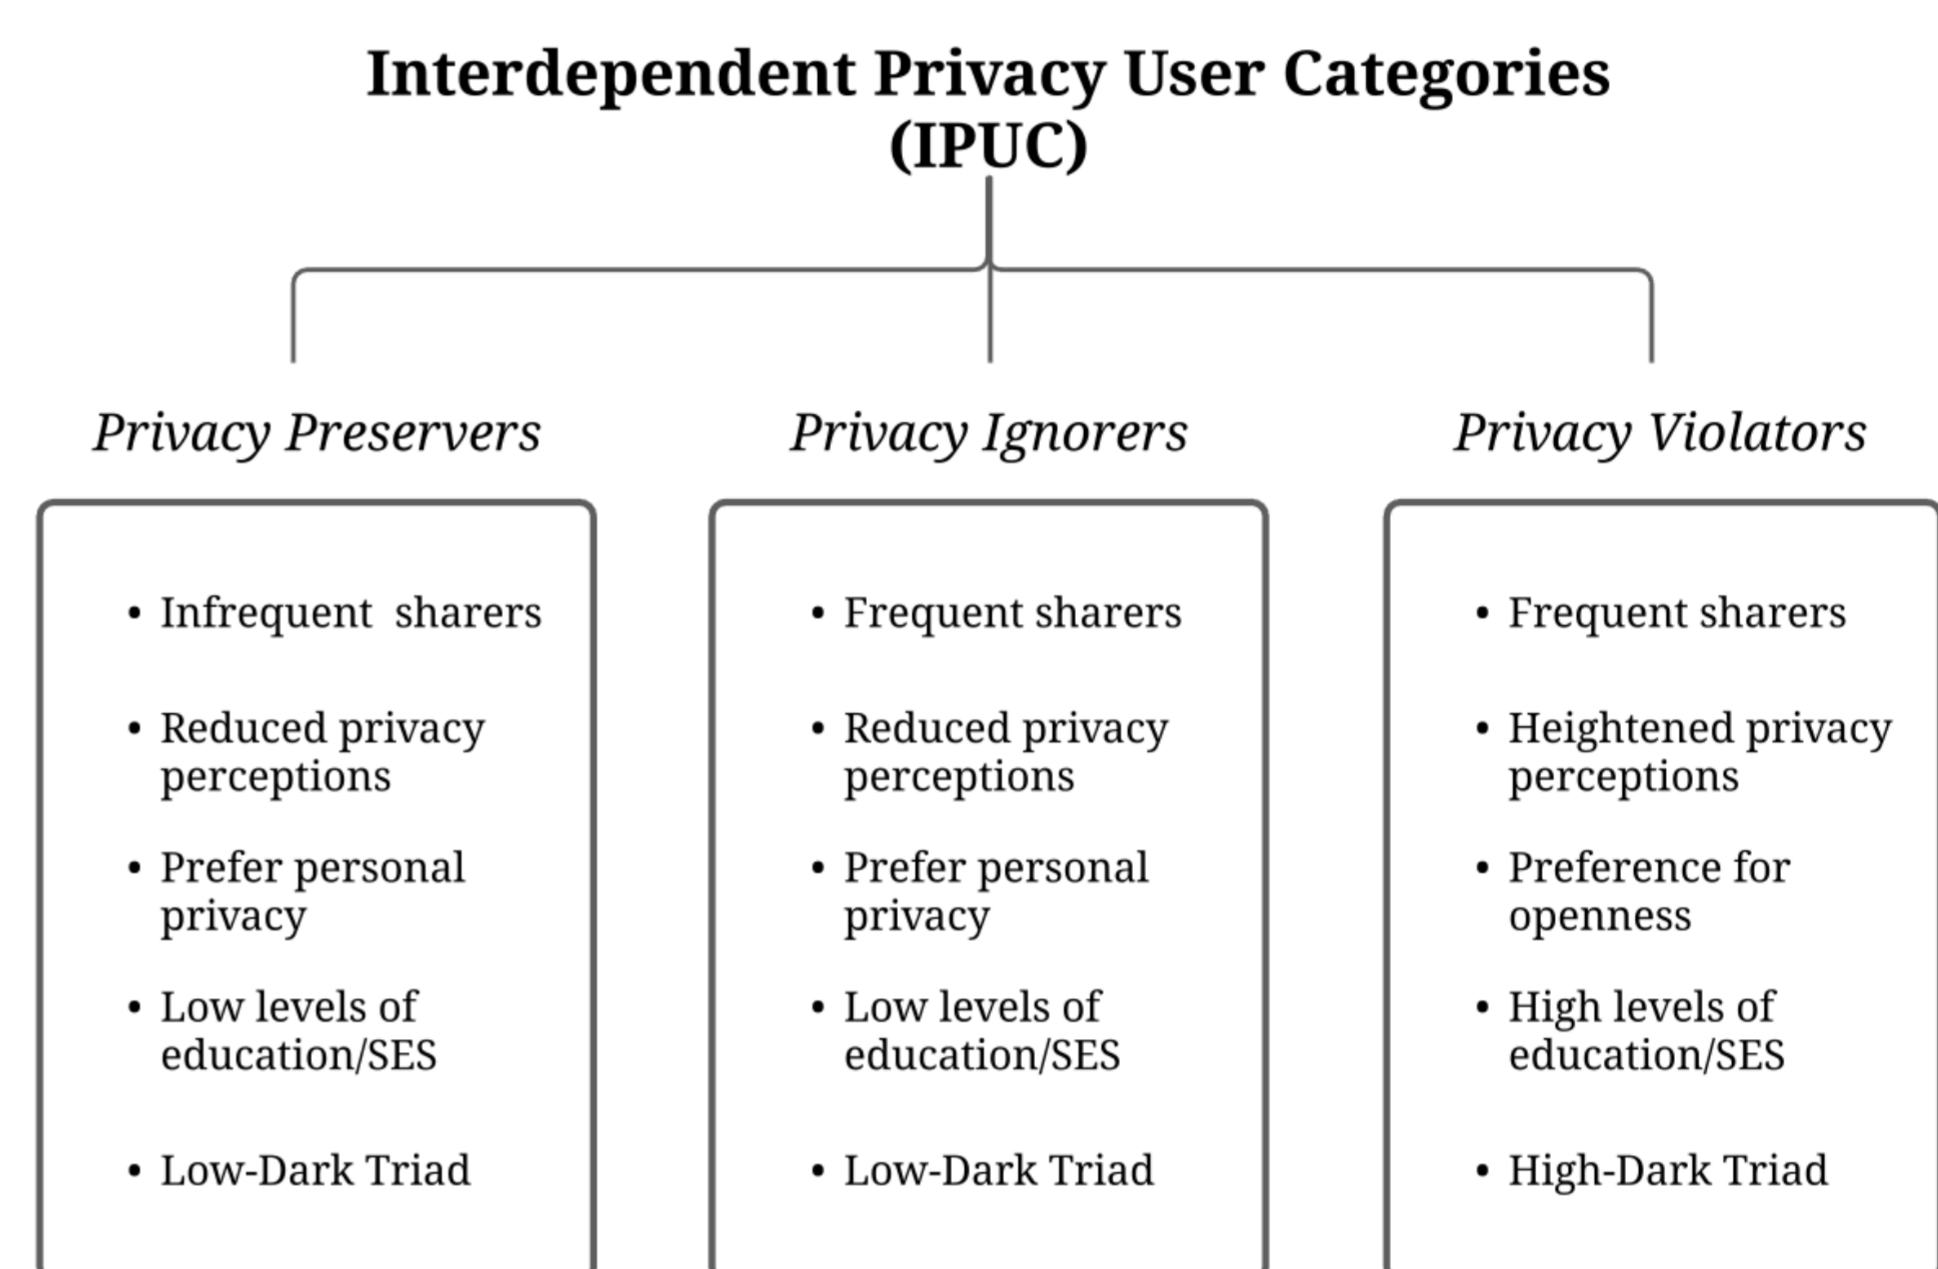 Interdependent Privacy User Categories
(IPUC)
Privacy Preservers
• Infrequent  sharers
• Reduced privacy
perceptions
• Prefer personal
privacy
• Low levels of
education/SES
• Low-Dark Triad
Privacy Ignorers
• Frequent sharers
• Reduced privacy
perceptions
• Prefer personal
privacy
• Low levels of
education/SES
• Low-Dark Triad
Privacy Violators
• Frequent sharers
• Heightened privacy
perceptions
• Preference for
openness
• High levels of
education/SES
• High-Dark Triad